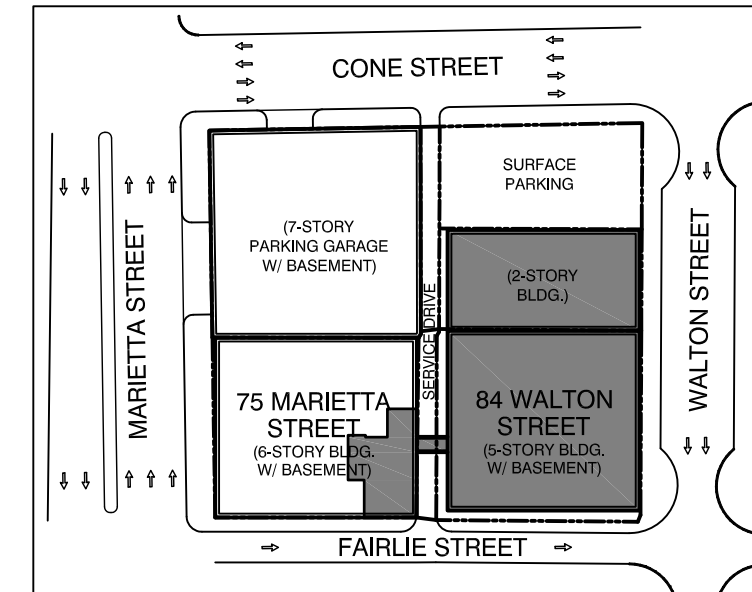 CONE STREET
SURFACE
PARKING
(7-STORY
PARKING GARAGE
W/ BASEMENT)
(2-STORY
BLDG.)
MARIETTA STREET
SERVICE DRIVE
WALTON STREET
75 MARIETTA
STREET
(6-STORY BLDG.
W/ BASEMENT)
84 WALTON
STREET
(5-STORY BLDG.
W/ BASEMENT)
FAIRLIE STREET